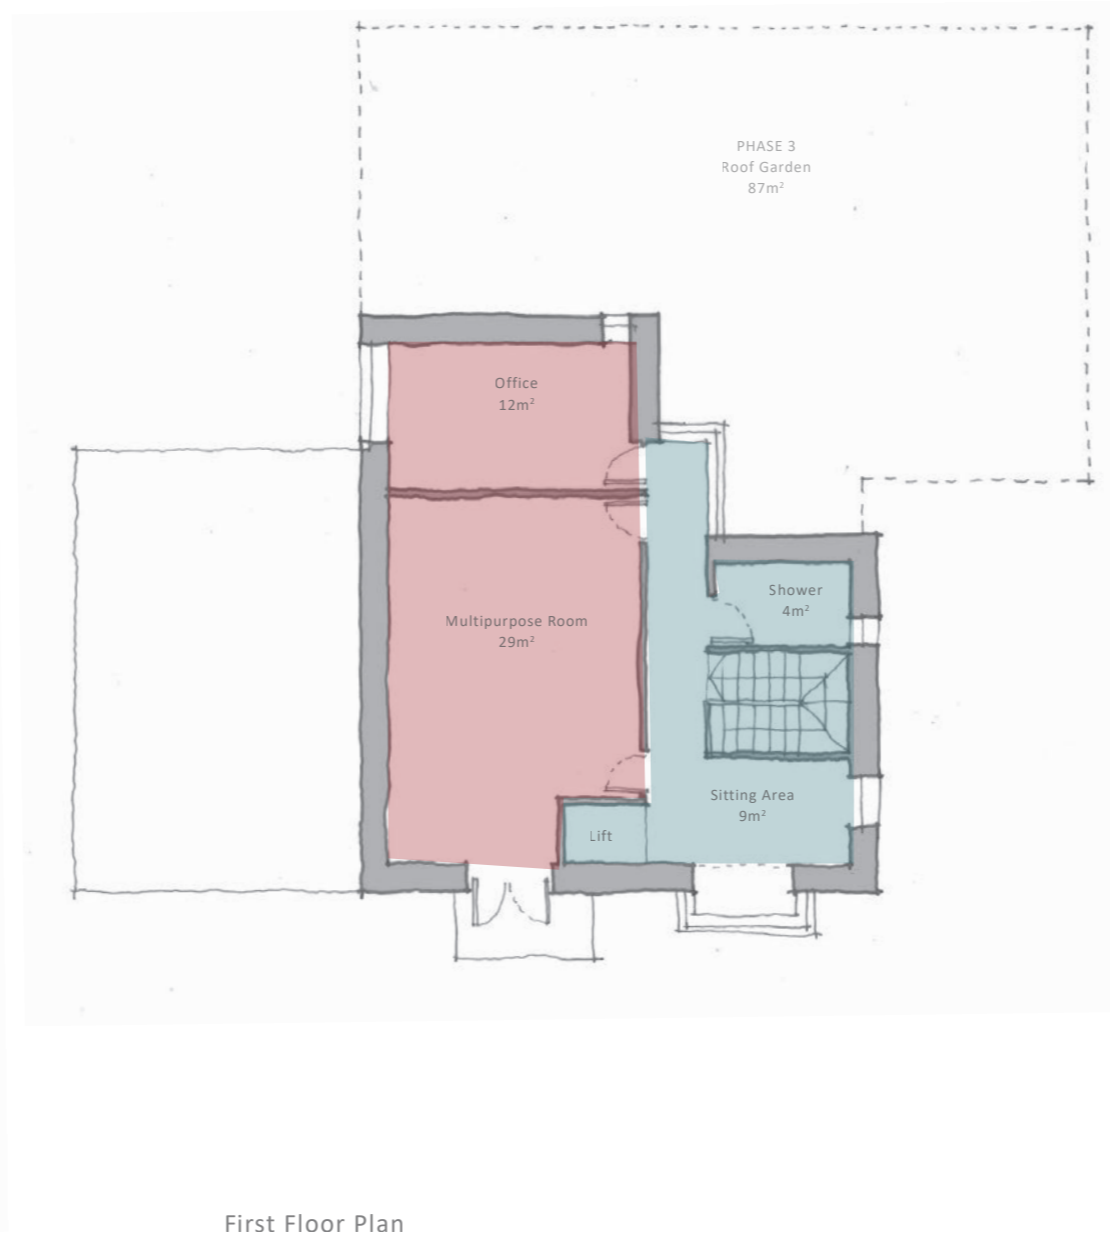 PHASE 3
Roof Garden
87m²
Office
12m²
Multipurpose Room
29m²
Shower
4m²
Sitting Area
9m²
Lift
First Floor Plan